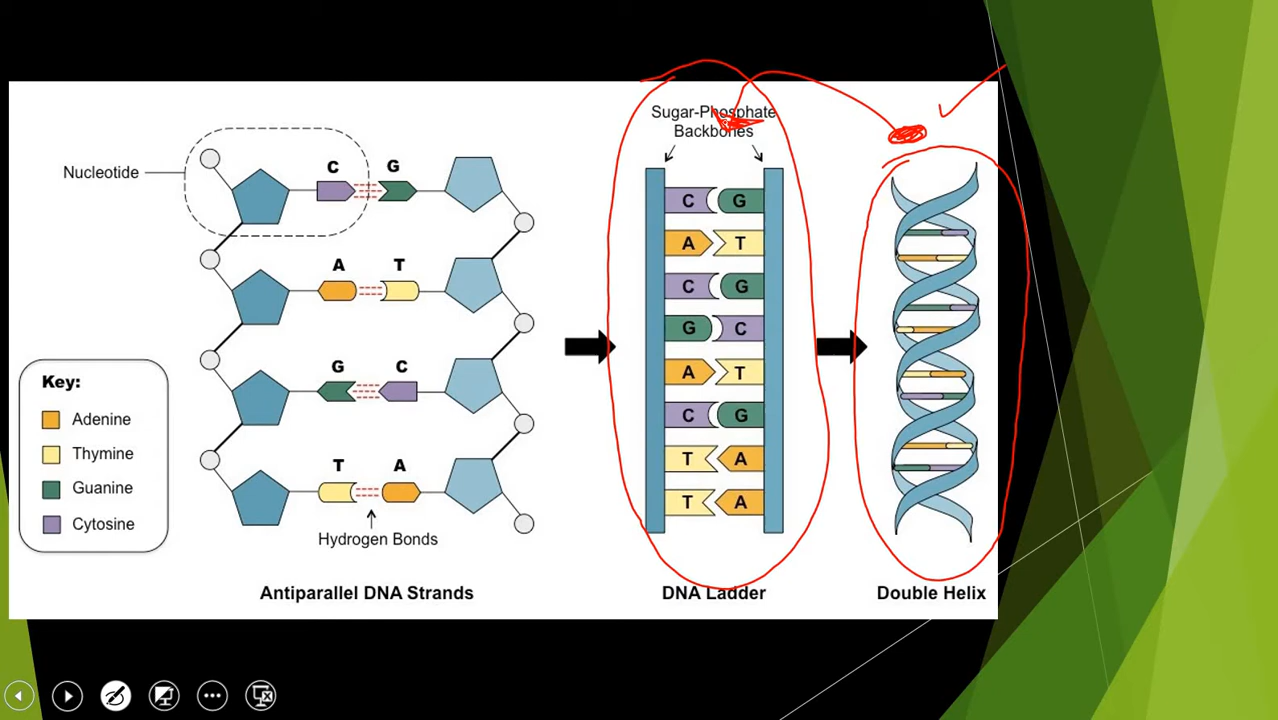 Nucleotide
C G
A T
G C
T A
Hydrogen Bonds
Key:
Adenine
Thymine
Guanine
Cytosine
Antiparallel DNA Strands
Sugar-Phosphate
Backbones
C G
A T
C G
G C
A T
C G
T A
T A
DNA Ladder
Double Helix